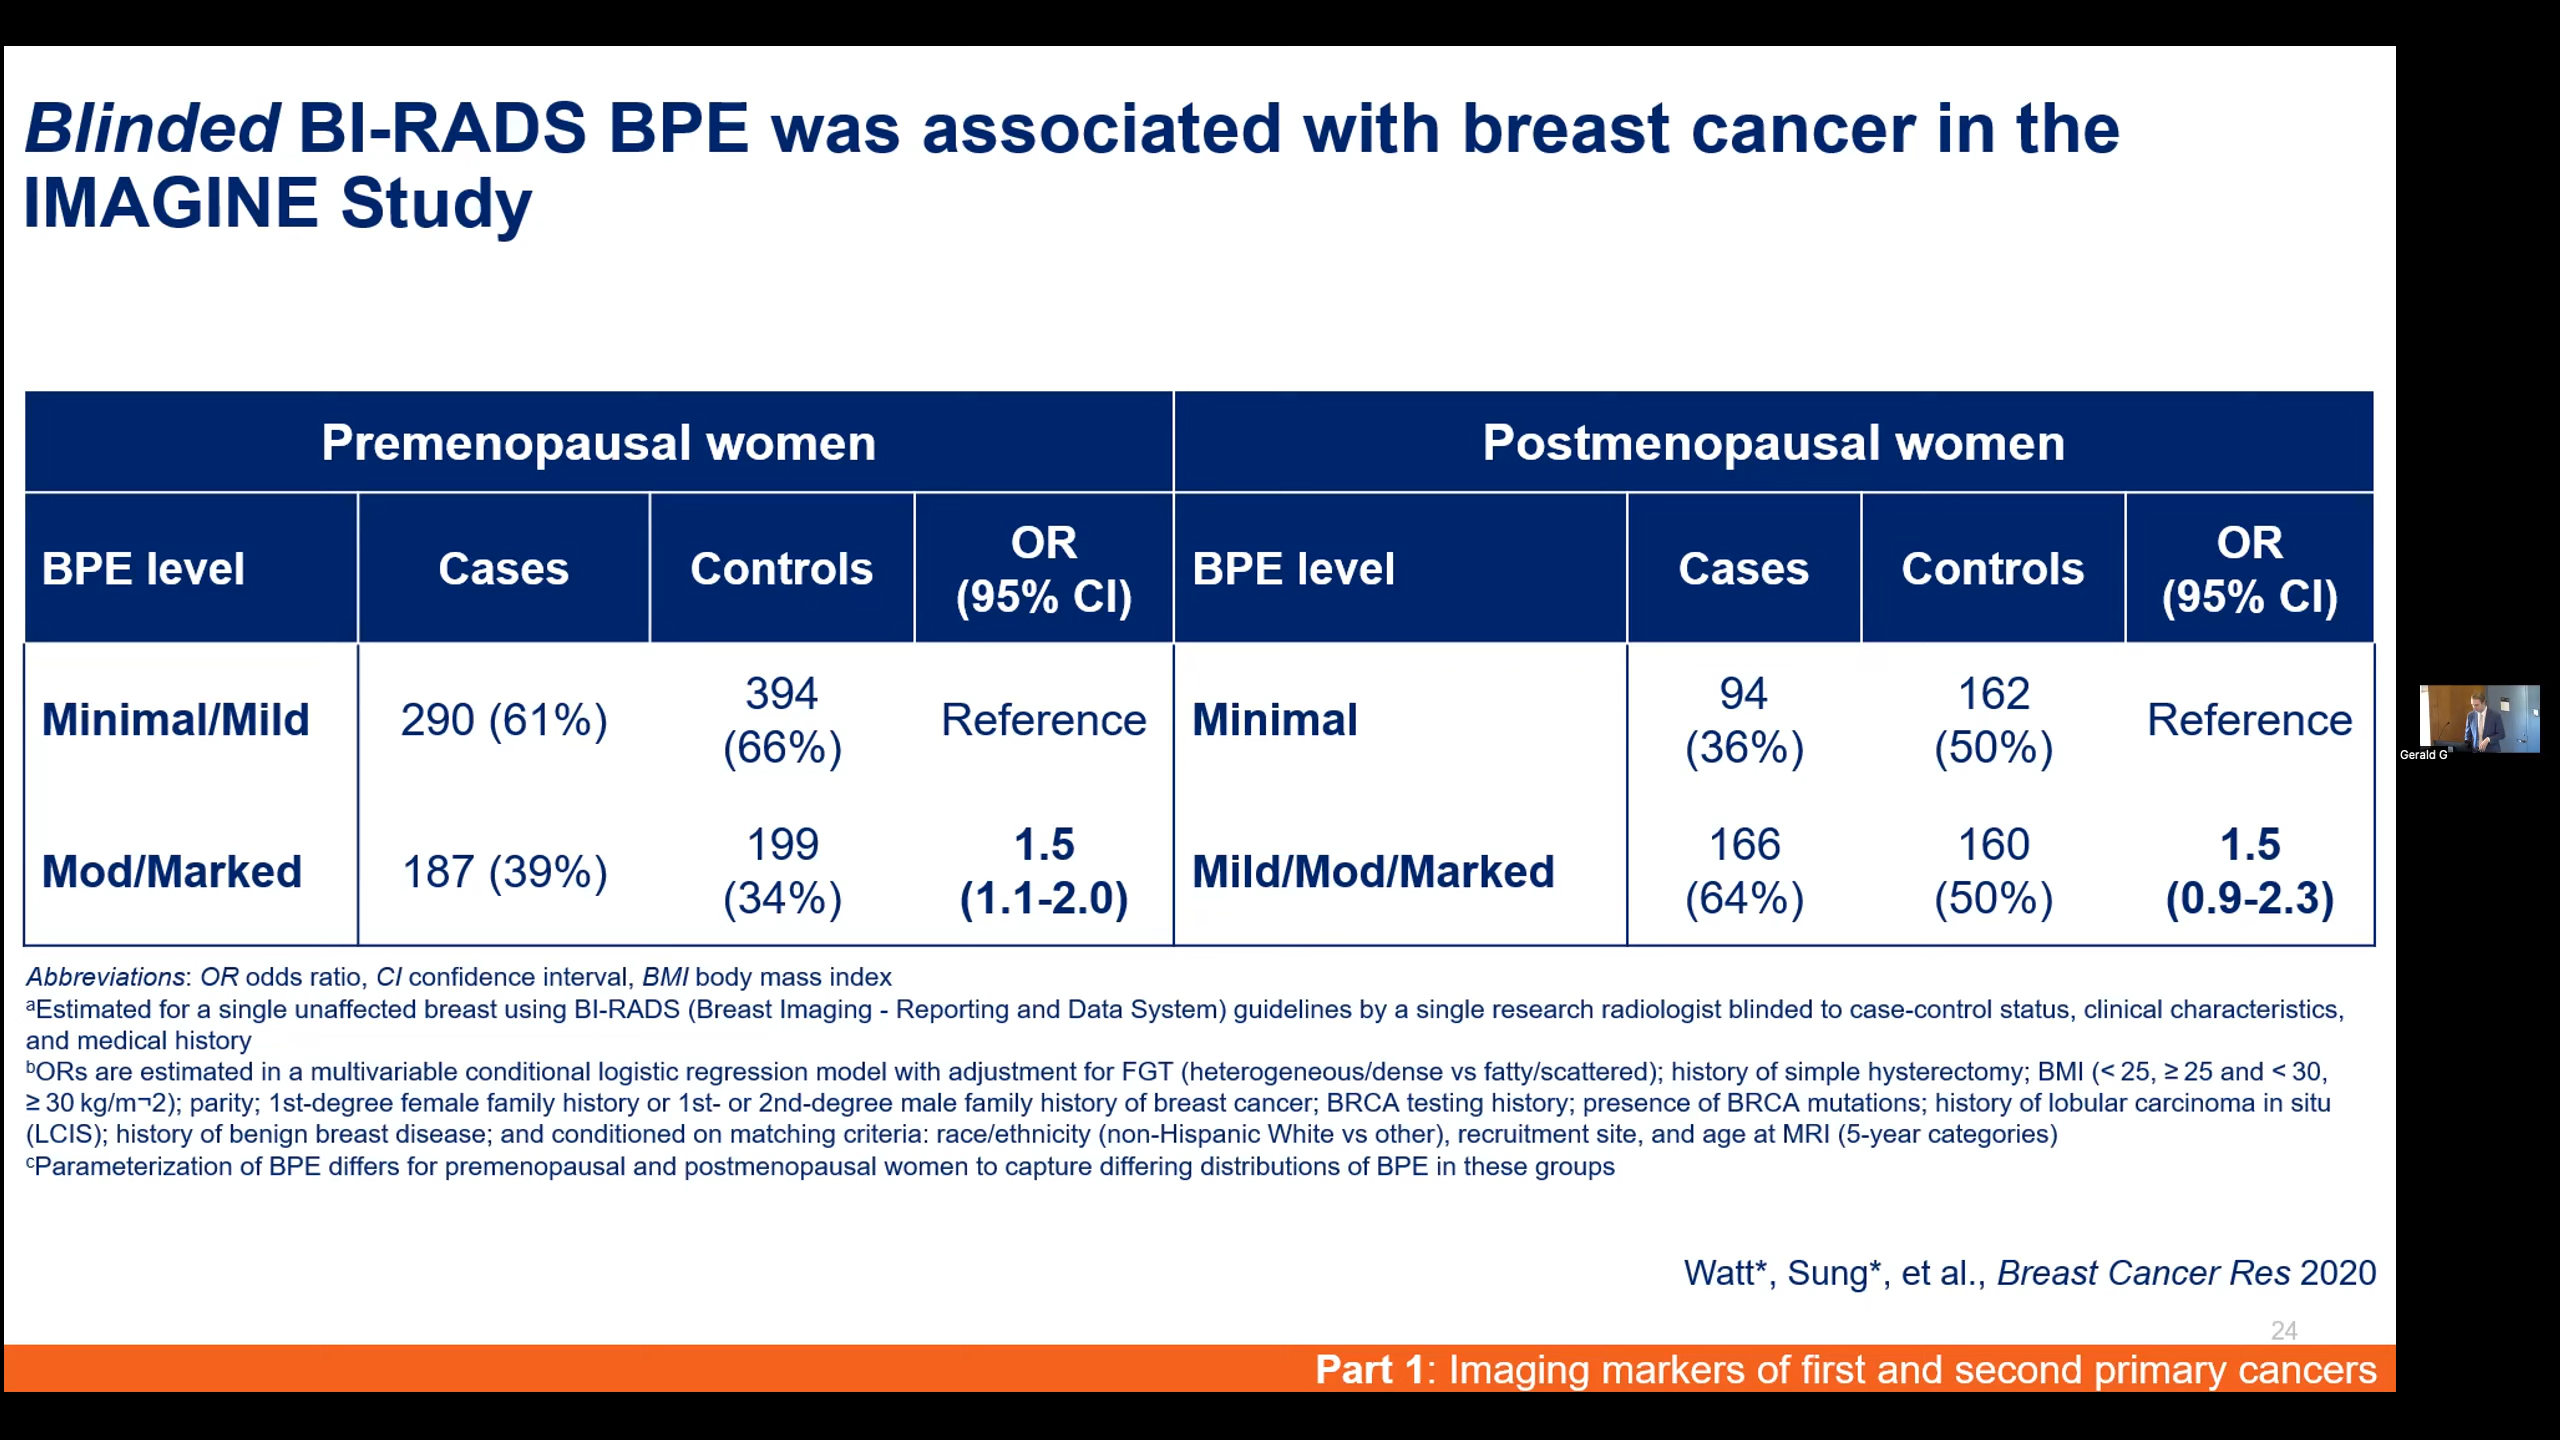 Blinded BI-RADS BPE was associated with breast cancer in the
IMAGINE Study
Premenopausal women
Postmenopausal women
BPE level
Cases
Controls
OR
(95% CI)
BPE level
Cases
Controls
OR
(95% CI)
Minimal/Mild
290 (61%)
394
(66%)
Reference
Minimal
94
(36%)
162
(50%)
Reference
Mod/Marked
187 (39%)
199
(34%)
1.5
(1.1-2.0)
Mild/Mod/Marked
166
(64%)
160
(50%)
1.5
(0.9-2.3)
Abbreviations: OR odds ratio, CI confidence interval, BMI body mass index
ᵃEstimated for a single unaffected breast using BI-RADS (Breast Imaging - Reporting and Data System) guidelines by a single research radiologist blinded to case-control status, clinical characteristics,
and medical history
ᵇORs are estimated in a multivariable conditional logistic regression model with adjustment for FGT (heterogeneous/dense vs fatty/scattered); history of simple hysterectomy; BMI (< 25, ≥ 25 and < 30,
≥ 30 kg/m¬2); parity; 1st-degree female family history or 1st- or 2nd-degree male family history of breast cancer; BRCA testing history; presence of BRCA mutations; history of lobular carcinoma in situ
(LCIS); history of benign breast disease; and conditioned on matching criteria: race/ethnicity (non-Hispanic White vs other), recruitment site, and age at MRI (5-year categories)
ᶜParameterization of BPE differs for premenopausal and postmenopausal women to capture differing distributions of BPE in these groups
Watt*, Sung*, et al., Breast Cancer Res 2020
24
Part 1: Imaging markers of first and second primary cancers
Gerald G